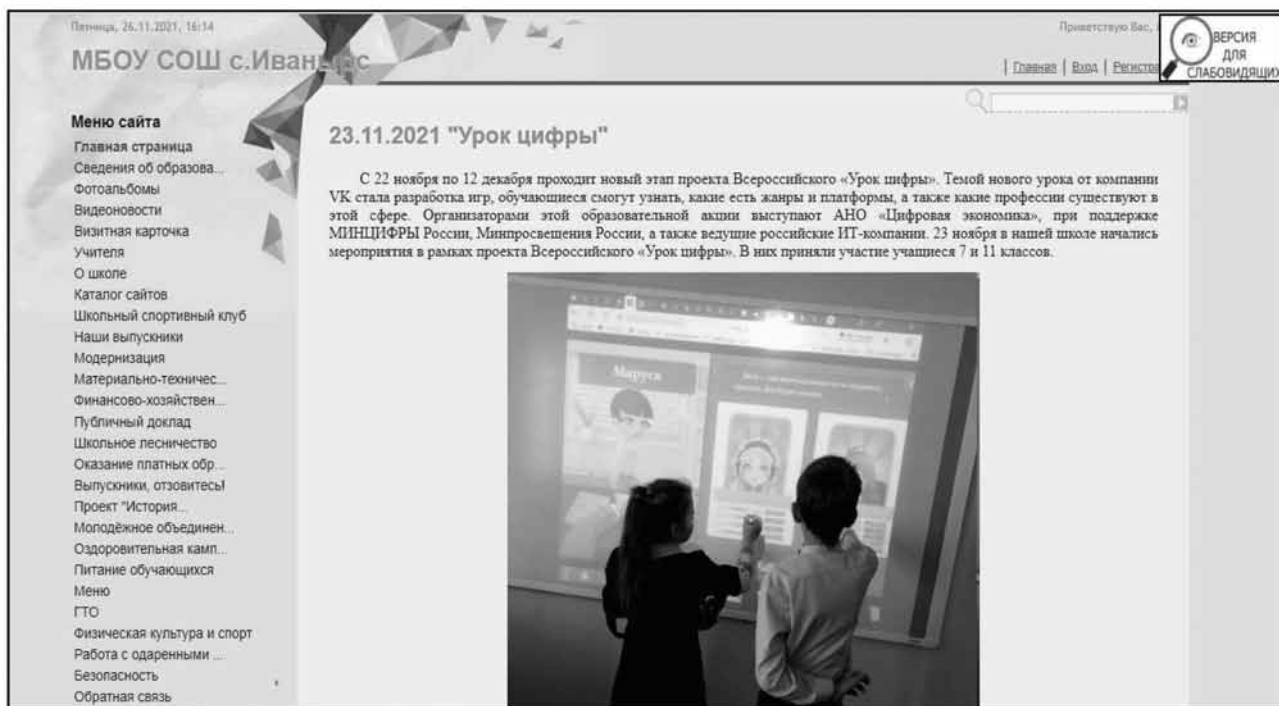 Пятница, 26.11.2021, 16:14
Приветствую Вас,
МБОУ СОШ с.Иванырс
| Главная | Вход | Регистра
ВЕРСИЯ
ДЛЯ
СЛАБОВИДЯЩИХ
Меню сайта
Главная страница
Сведения об образова...
Фотоальбомы
Видеоновости
Визитная карточка
Учителя
О школе
Каталог сайтов
Школьный спортивный клуб
Наши выпускники
Модернизация
Материально-техничес...
Финансово-хозяйствен...
Публичный доклад
Школьное лесничество
Оказание платных обр...
Выпускники, отзовитесь!
Проект "История...
Молодёжное объединен...
Оздоровительная камп...
Питание обучающихся
Меню
ГТО
Физическая культура и спорт
Работа с одаренными ...
Безопасность
Обратная связь
23.11.2021 "Урок цифры"
С 22 ноября по 12 декабря проходит новый этап проекта Всероссийского «Урок цифры». Темой нового урока от компании
VK стала разработка игр, обучающиеся смогут узнать, какие есть жанры и платформы, а также какие профессии существуют в
этой сфере. Организаторами этой образовательной акции выступают АНО «Цифровая экономика», при поддержке
МИНЦИФРЫ России, Минпросвещения России, а также ведущие российские ИТ-компании. 23 ноября в нашей школе начались
мероприятия в рамках проекта Всероссийского «Урок цифры». В них приняли участие учащиеся 7 и 11 классов.
Маруся